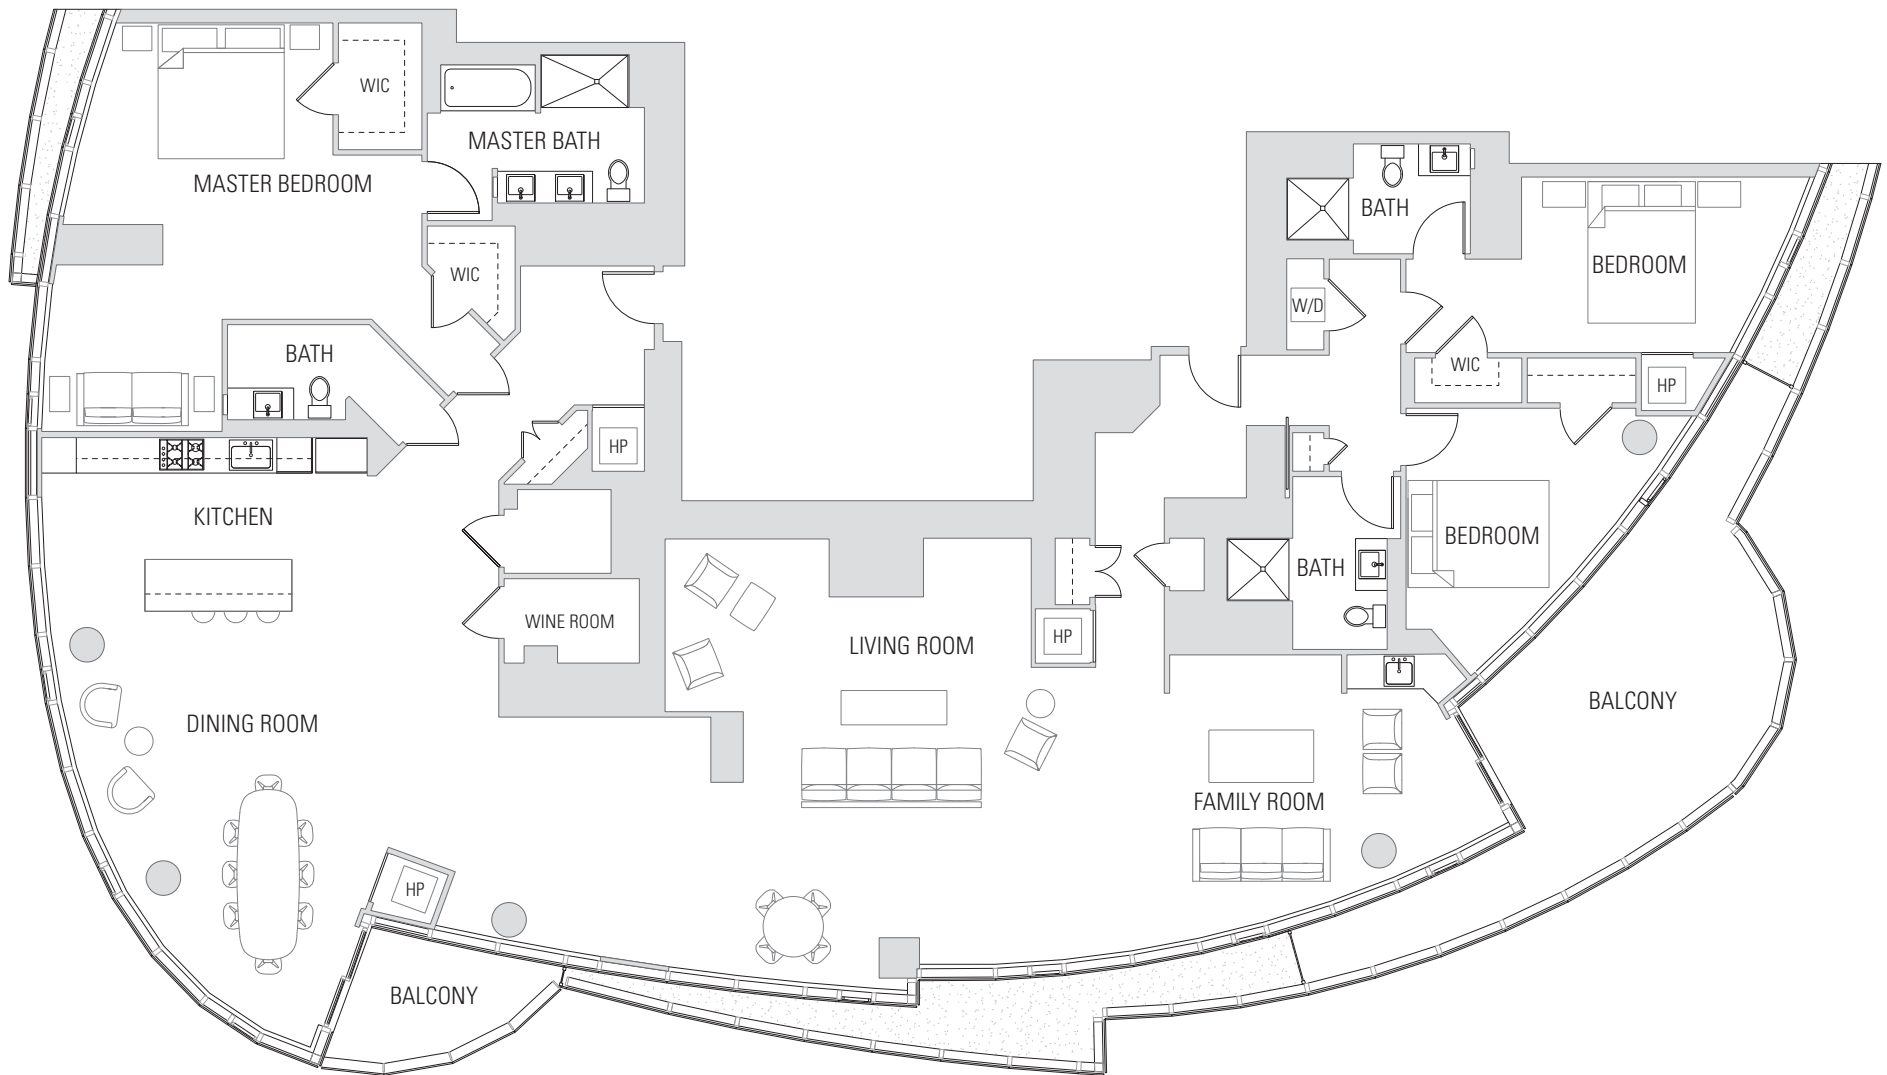 WIC
MASTER BATH
MASTER BEDROOM
WIC
BATH
HP
KITCHEN
WINE ROOM
DINING ROOM
HP
BALCONY
LIVING ROOM
HP
BATH
W/D
BEDROOM
WIC
HP
BATH
BEDROOM
FAMILY ROOM
BALCONY